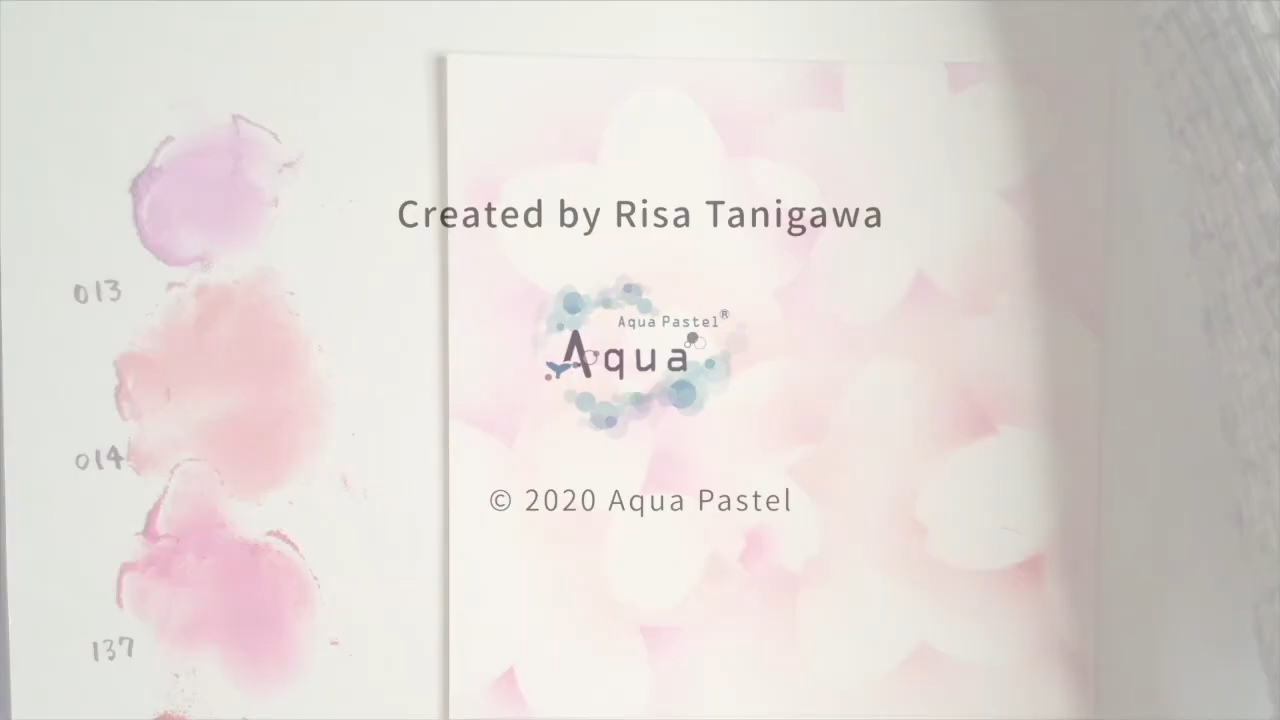 Created by Risa Tanigawa
Aqua Pastel®
Aqua
© 2020 Aqua Pastel
013
014
137